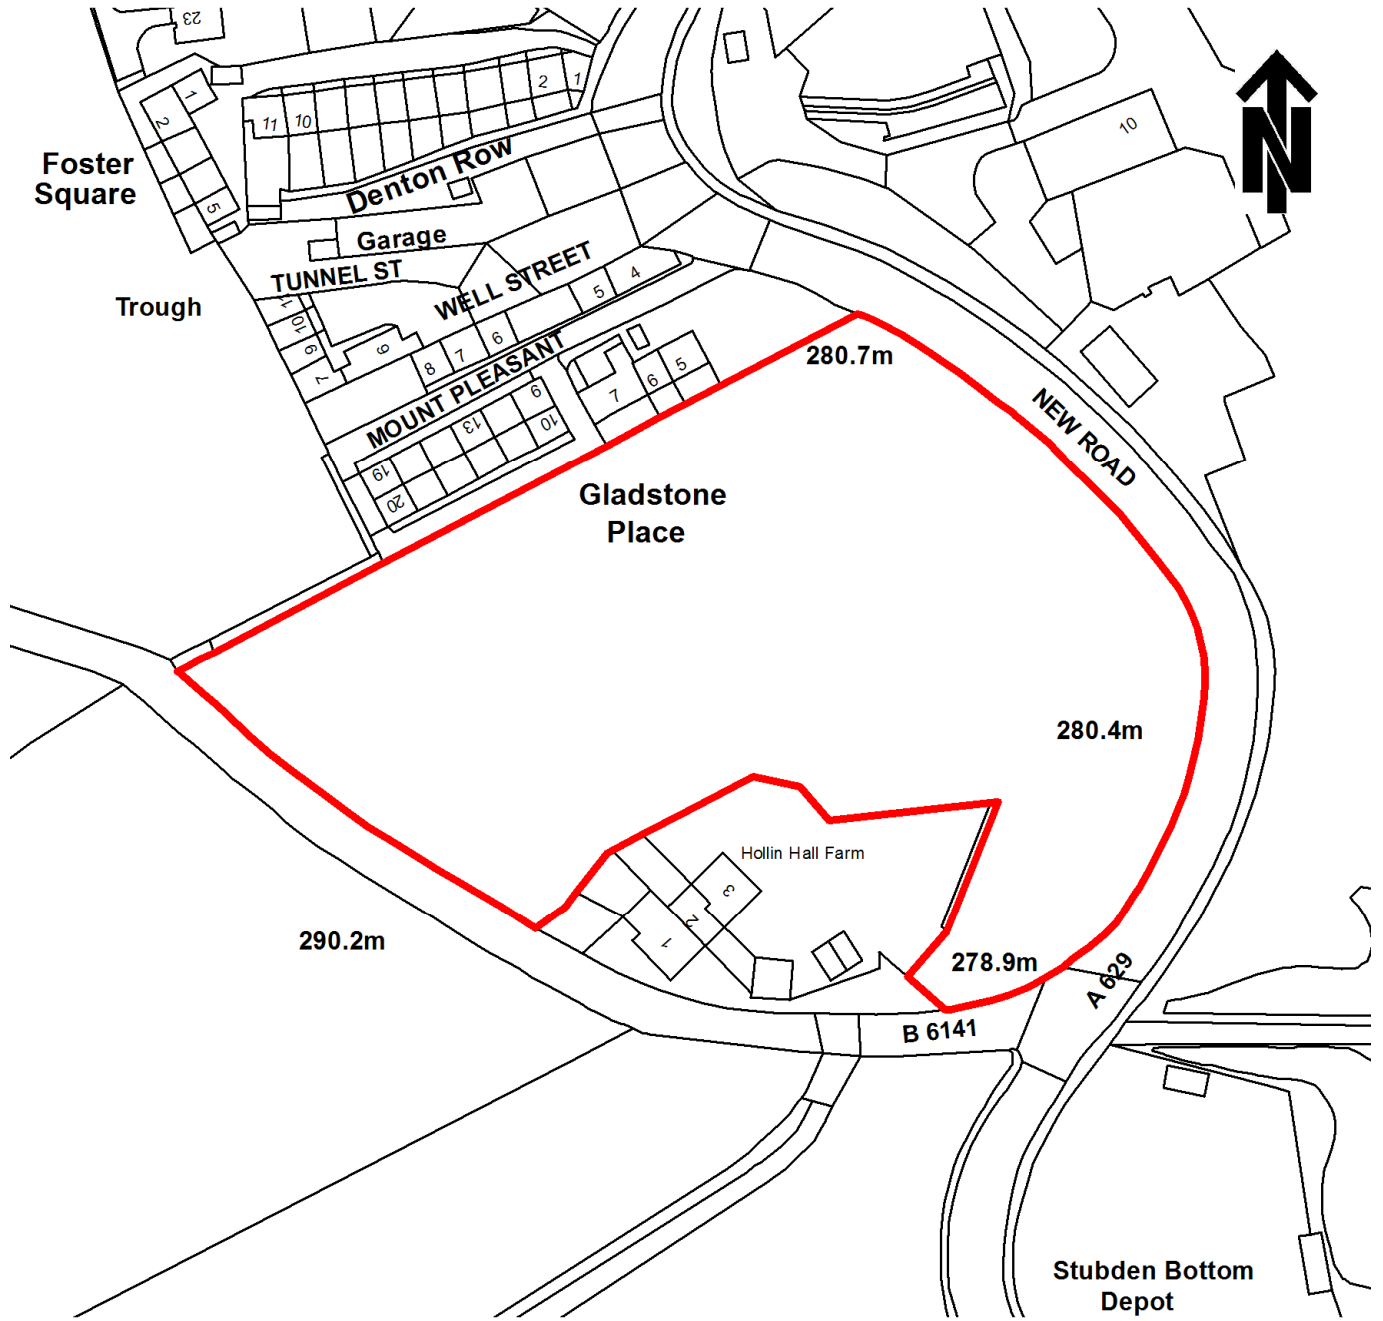 23
1
2
5
Foster
Square
11
10
2
1
Denton Row
10
N
Garage
TUNNEL ST
WELL STREET
Trough
11
10
9
7
9
8
7
6
5
4
MOUNT PLEASANT
7
6
5
19
20
13
9
10
280.7m
NEW ROAD
Gladstone
Place
280.4m
Hollin Hall Farm
3
2
1
290.2m
278.9m
A 629
B 6141
Stubden Bottom
Depot